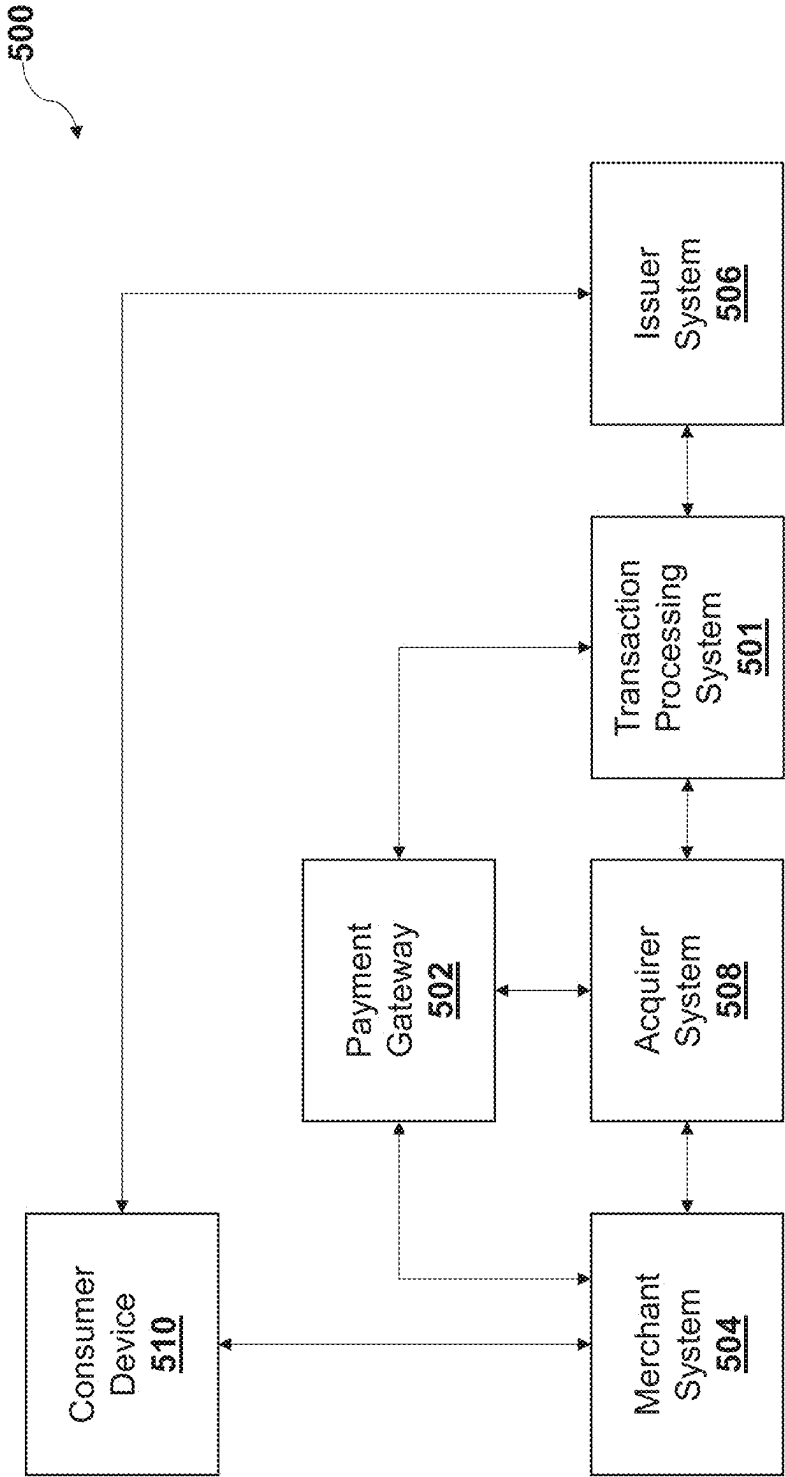 500
Consumer
Device
510
Payment
Gateway
502
Merchant
System
504
Acquirer
System
508
Transaction
Processing
System
501
Issuer
System
506